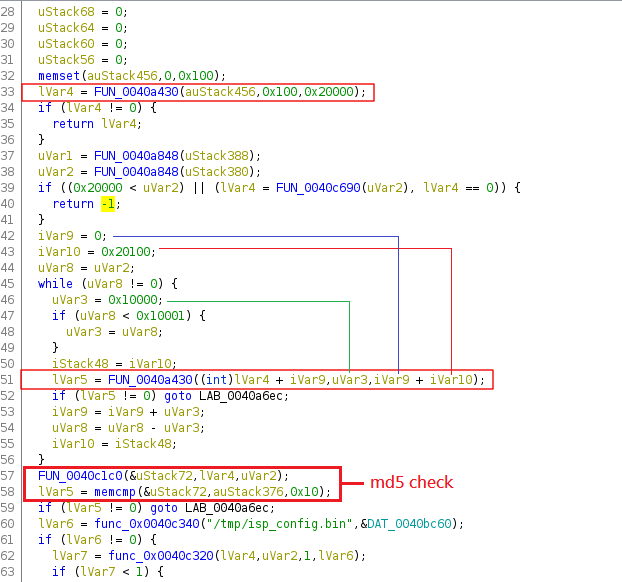 28 uStack68 = 0;
29 uStack64 = 0;
30 uStack60 = 0;
31 uStack56 = 0;
32 memset(auStack456,0,0x100);
33 lVar4 = FUN_0040a430(auStack456,0x100,0x20000);
34 if (lVar4 != 0) {
35 return lVar4;
36 }
37 uVar1 = FUN_0040a848(uStack388);
38 uVar2 = FUN_0040a848(uStack380);
39 if ((0x20000 < uVar2) || (lVar4 = FUN_0040c690(uVar2), lVar4 == 0)) {
40 return -1;
41 }
42 iVar9 = 0;
43 iVar10 = 0x20100;
44 uVar8 = uVar2;
45 while (uVar8 != 0) {
46 uVar3 = 0x10000;
47 if (uVar8 < 0x10001) {
48 uVar3 = uVar8;
49 }
50 iStack48 = iVar10;
51 lVar5 = FUN_0040a430((int)lVar4 + iVar9,uVar3,iVar9 + iVar10);
52 if (lVar5 != 0) goto LAB_0040a6ec;
53 iVar9 = iVar9 + uVar3;
54 uVar8 = uVar8 - uVar3;
55 iVar10 = iStack48;
56 }
57 FUN_0040c1c0(&uStack72,lVar4,uVar2);
58 lVar5 = memcmp(&uStack72,auStack376,0x10);
md5 check
59 if (lVar5 != 0) goto LAB_0040a6ec;
60 lVar6 = func_0x0040c340("/tmp/isp_config.bin",&DAT_0040bc60);
61 if (lVar6 != 0) {
62 lVar7 = func_0x0040c320(lVar4,uVar2,1,lVar6);
63 if (lVar7 < 1) {